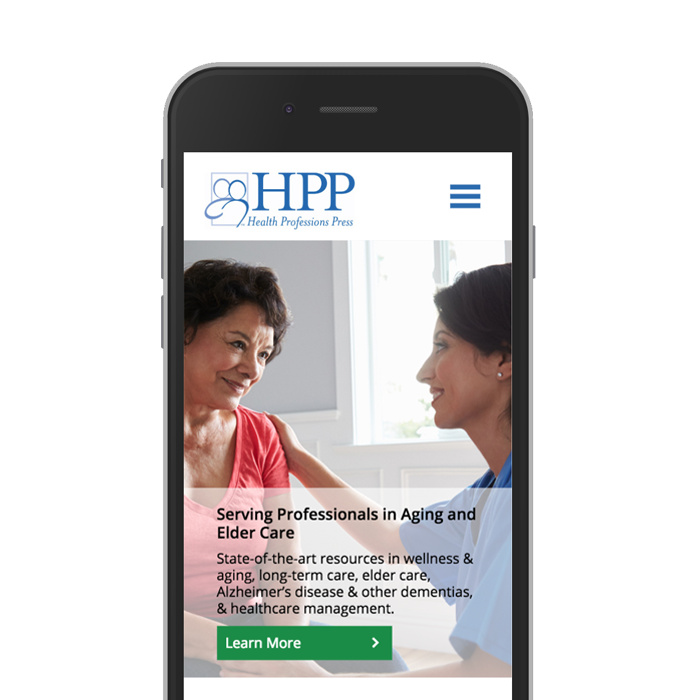 HPP
Health Professions Press
Serving Professionals in Aging and
Elder Care
State-of-the-art resources in wellness &
aging, long-term care, elder care,
Alzheimer's disease & other dementias,
& healthcare management.
Learn More